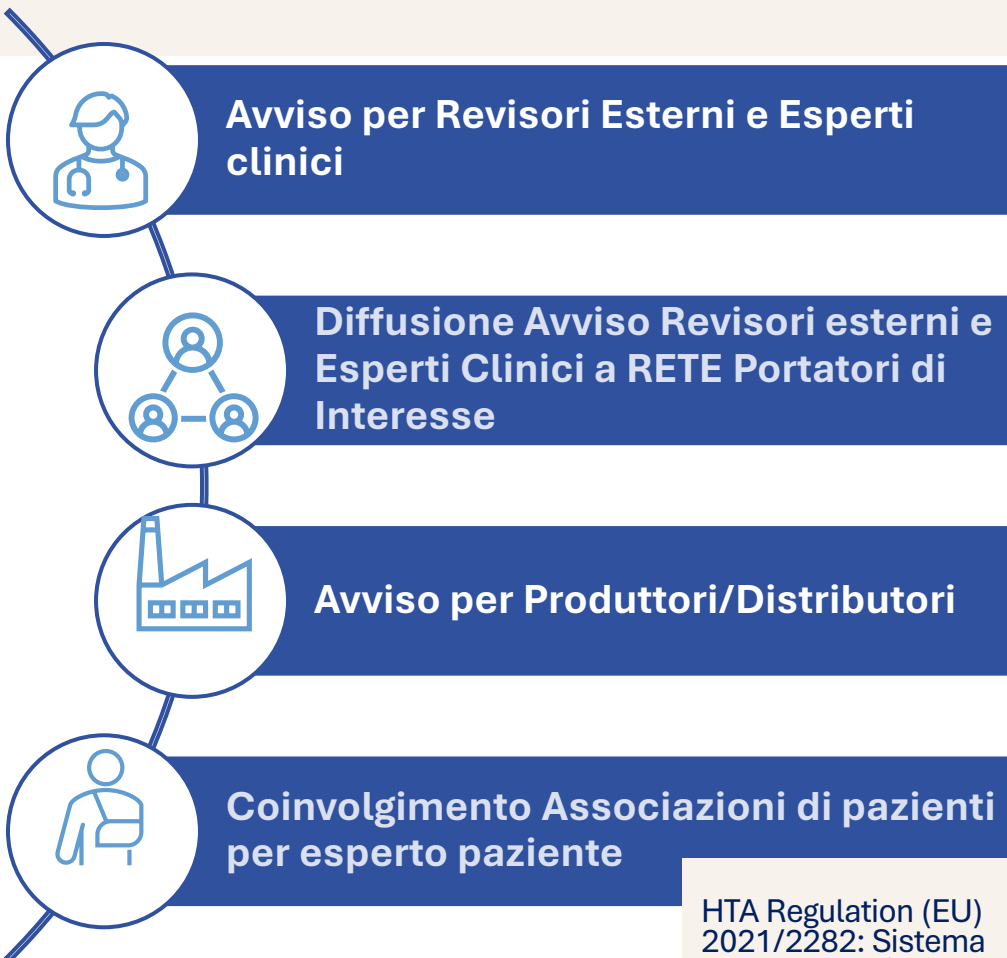 Avviso per Revisori Esterni e Esperti
clinici
Diffusione Avviso Revisori esterni e
Esperti Clinici a RETE Portatori di
Interesse
Avviso per Produttori/Distributori
Coinvolgimento Associazioni di pazienti
per esperto paziente
HTA Regulation (EU)
2021/2282: Sistema